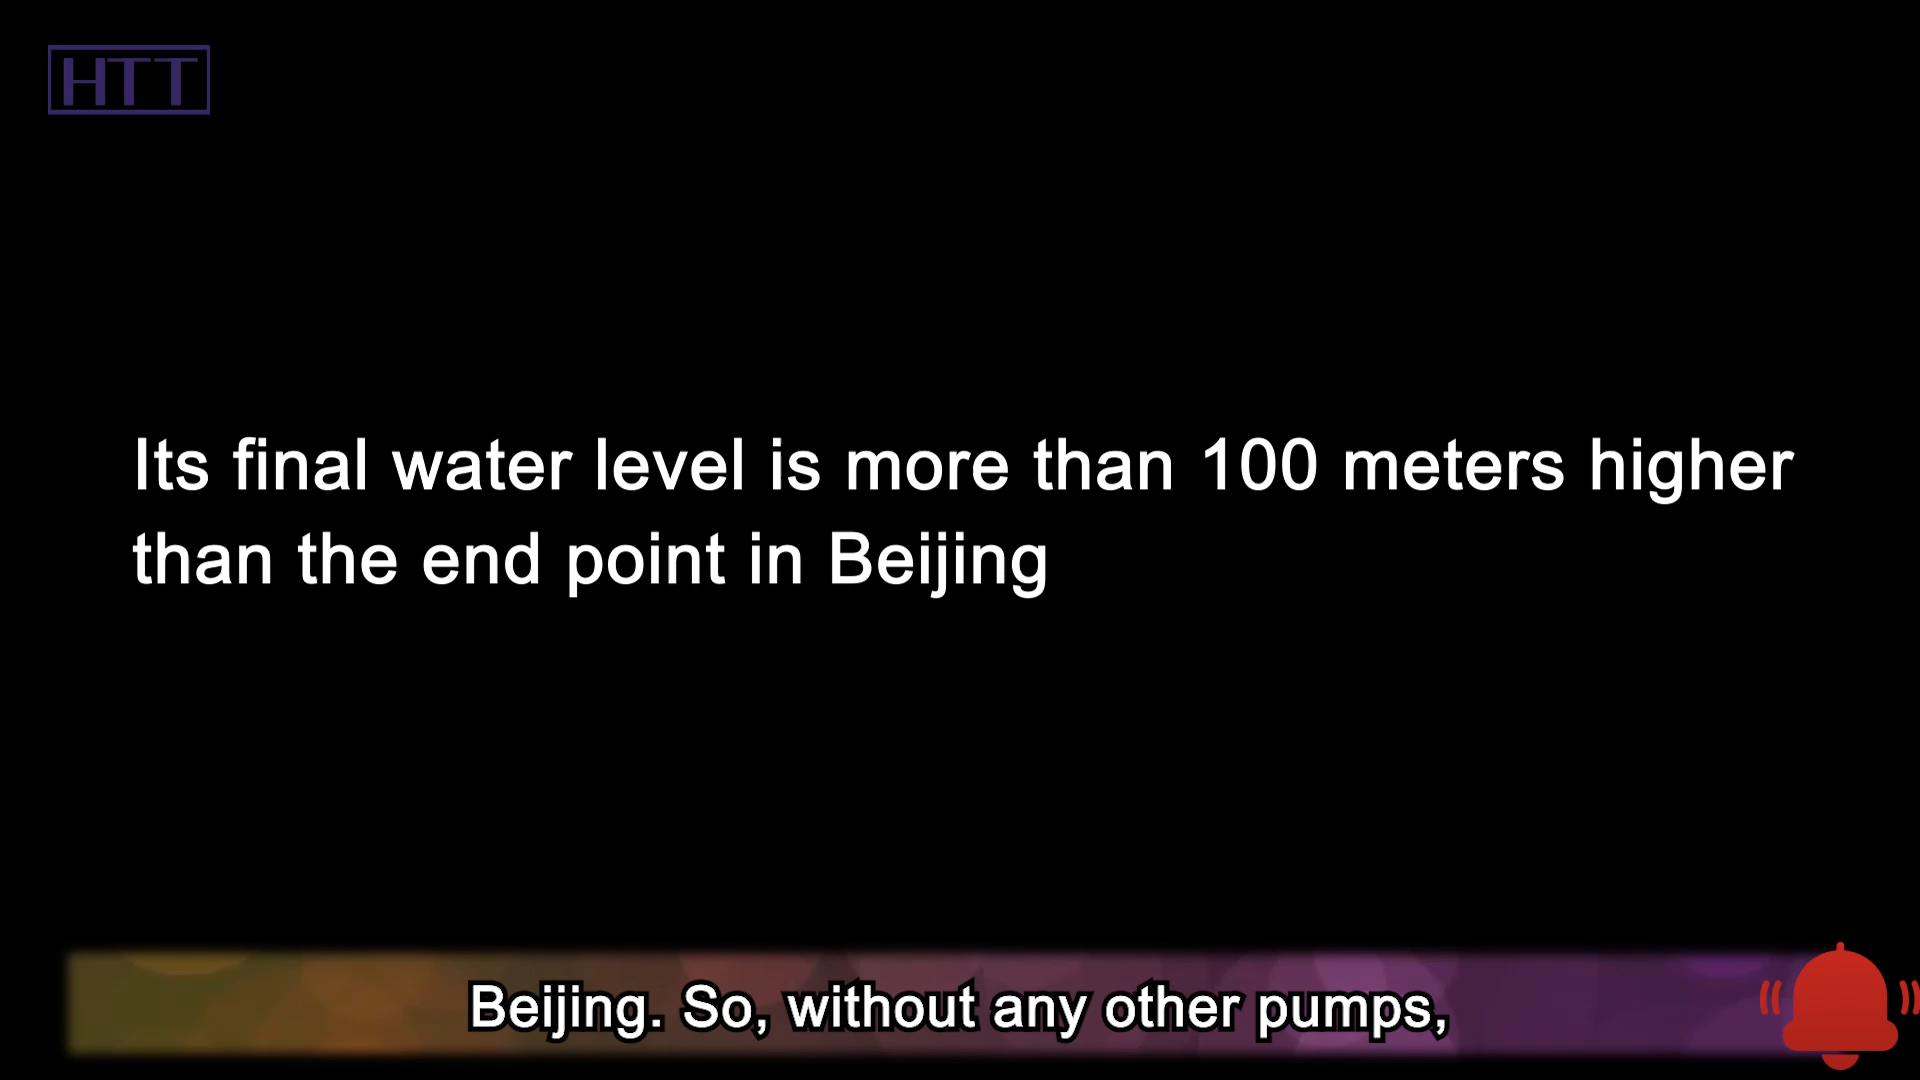 HTT
Its final water level is more than 100 meters higher
than the end point in Beijing
Beijing. So, without any other pumps,